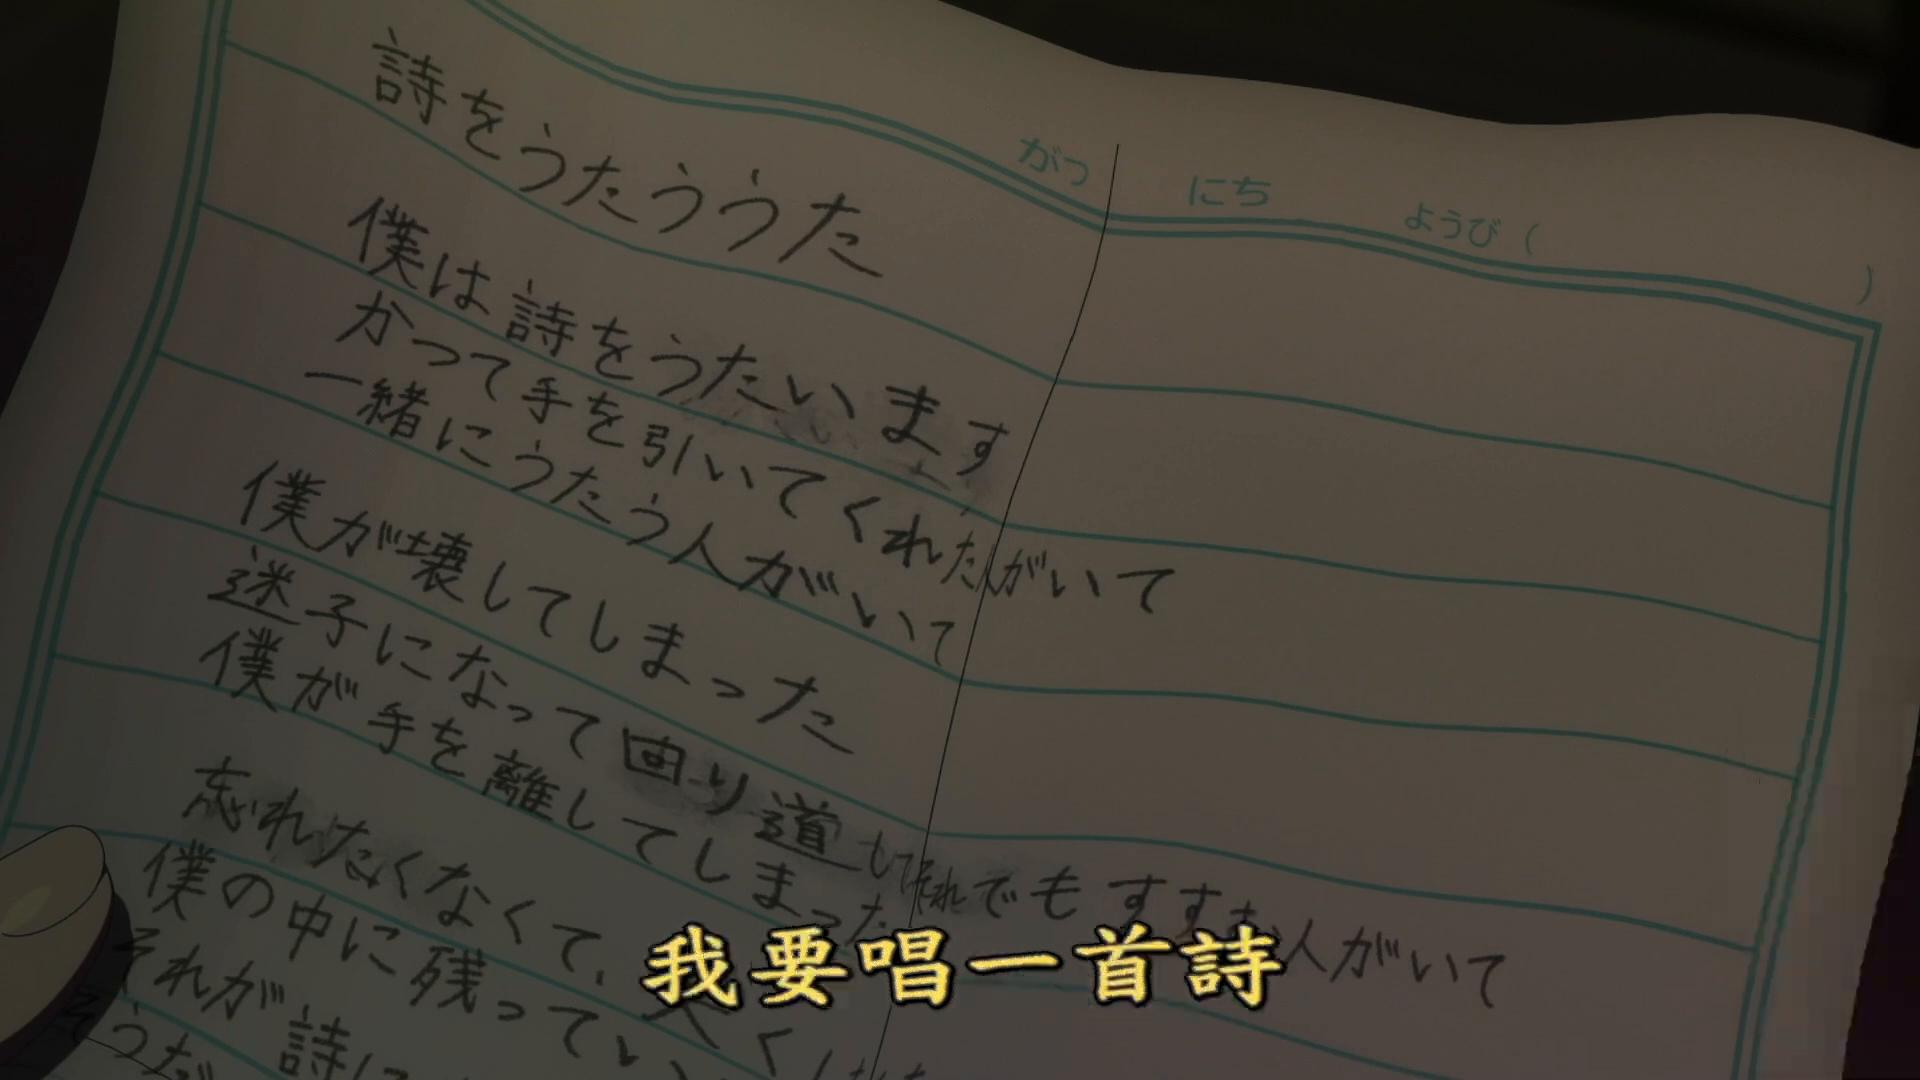 がつ にち ようび ( )
詩をうたううた
僕は詩をうたいます
かつて手を引いてくれた人がいて
一緒にうたう人がいて
僕が壊してしまった
迷子になって回り道してそれでもすすむ人がいて
僕が手を離してしまった
忘れたくなくて、
僕の中に残ってい
それが詩に
そうだ
我要唱一首詩